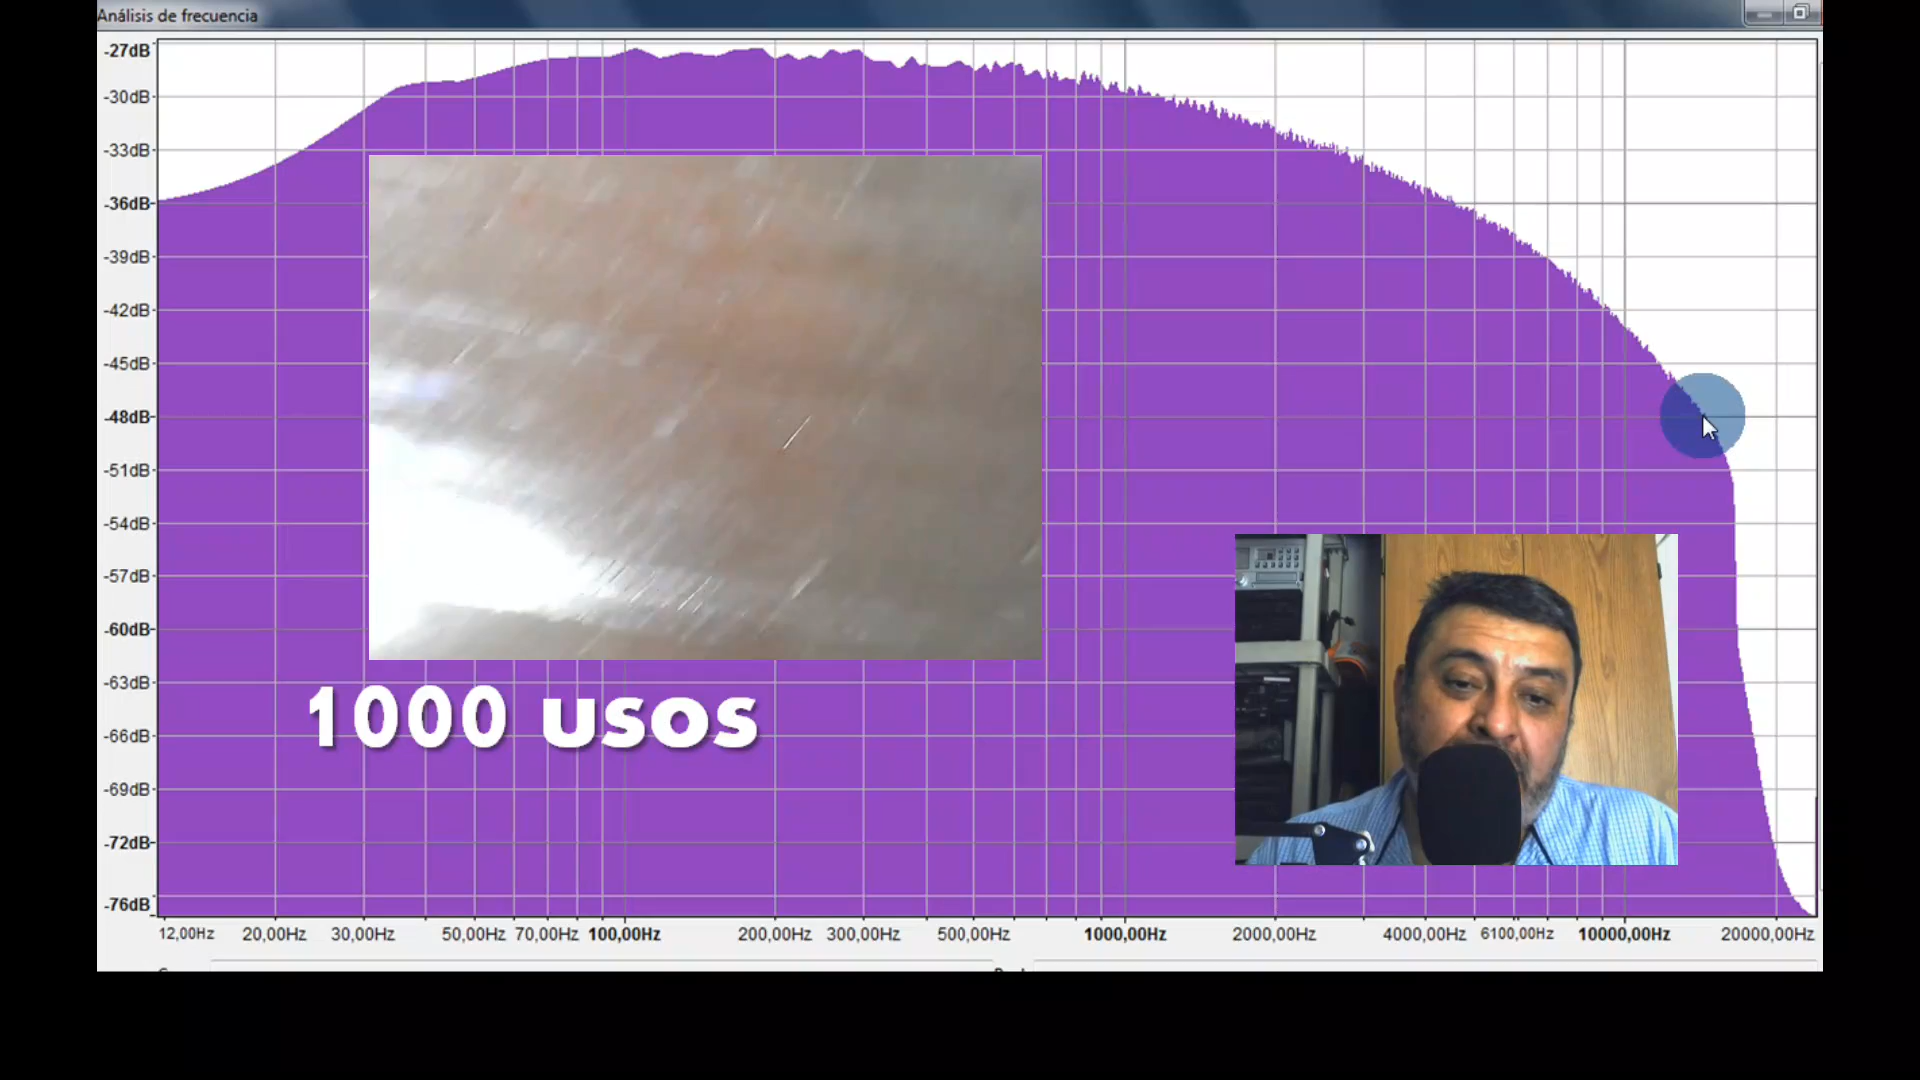 Análisis de frecuencia
-27dB
-30dB
-33dB
-36dB
-39dB
-42dB
-45dB
-48dB
-51dB
-54dB
-57dB
-60dB
-63dB
-66dB
-69dB
-72dB
-76dB
1000 usos
12,00Hz 20,00Hz 30,00Hz 50,00Hz 70,00Hz 100,00Hz 200,00Hz 300,00Hz 500,00Hz 1000,00Hz 2000,00Hz 4000,00Hz 6100,00Hz 10000,00Hz 20000,00Hz